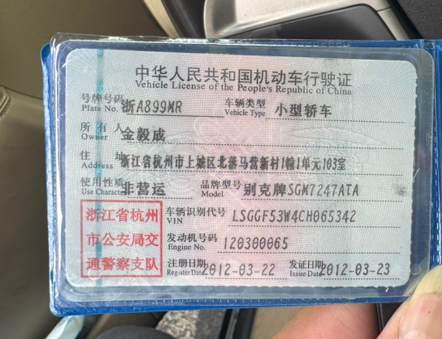 中华人民共和国机动车行驶证
Vehicle License of the People's Republic of China
号牌号码 浙A899MR 车辆类型 小型轿车
Plate No. Vehicle Type
所有人 金毅威
Owner
住址 浙江省杭州市上城区北落马营新村1幢1单元103室
Address
使用性质 非营运 品牌型号 别克牌SGM7247ATA
Use Character Model
浙江省杭州
市公安局交
通警察支队
车辆识别代号 LSGGF53W4CH065342
VIN
发动机号码 120300065
Engine No.
注册日期 2012-03-22 发证日期 2012-03-23
Register Date Issue Date